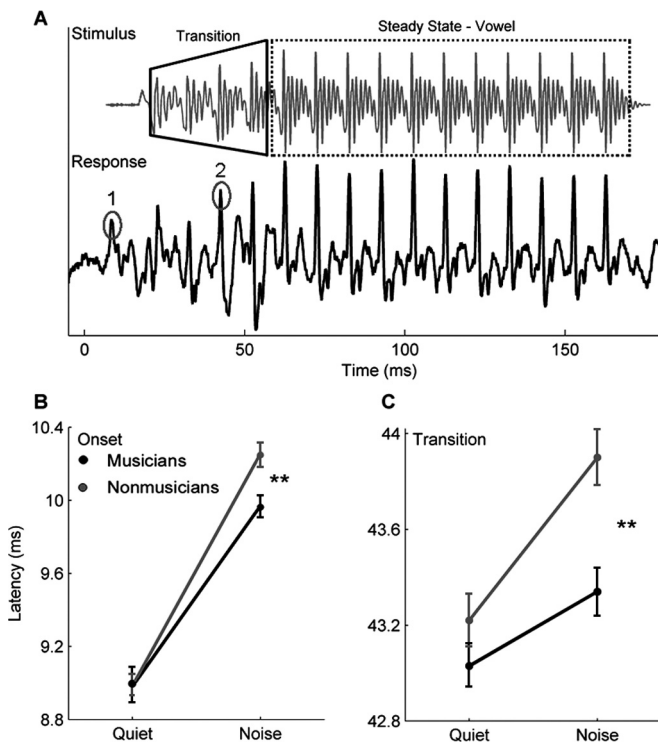 A
Stimulus
Transition
Steady State - Vowel
Response
1
2
0
50
100
150
Time (ms)
B
Onset
Musicians
Nonmusicians
**
10.4
10
9.6
9.2
8.8
Latency (ms)
Quiet
Noise
C
Transition
**
44
43.6
43.2
42.8
Quiet
Noise